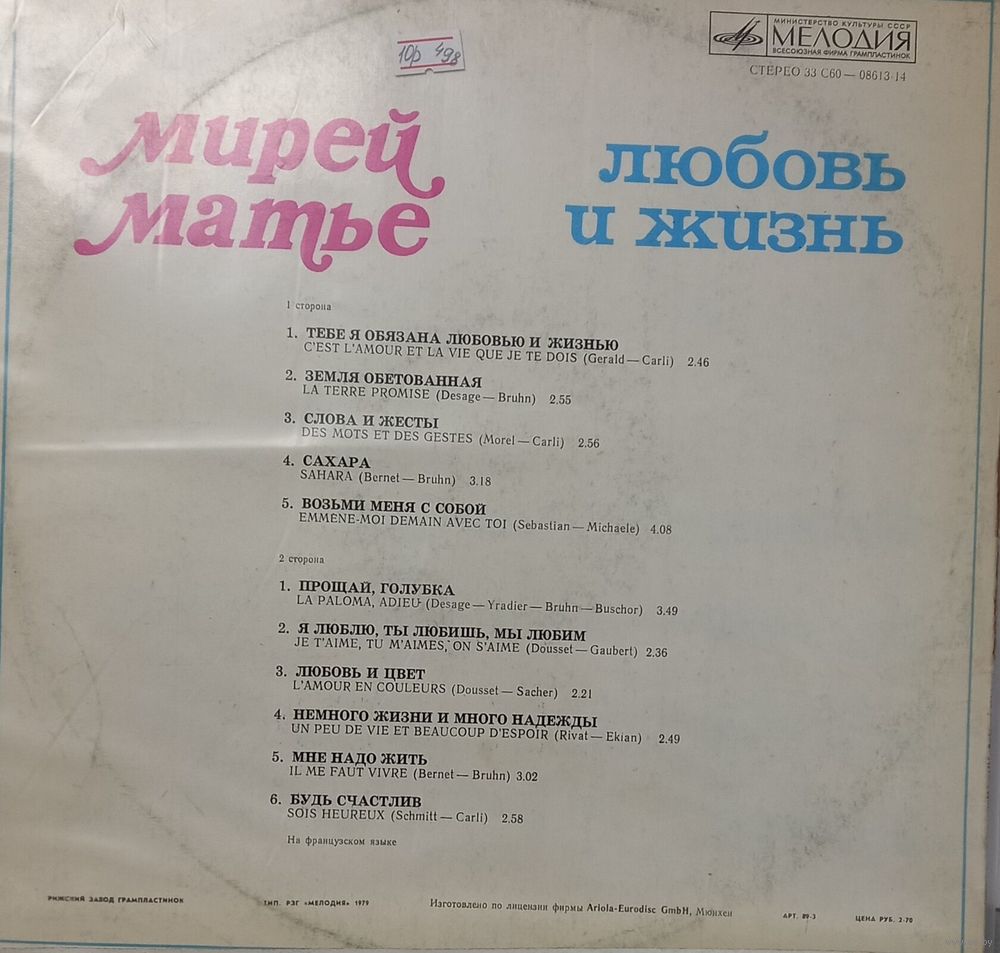 10р 498
МИНИСТЕРСТВО КУЛЬТУРЫ СССР
МЕЛОДИЯ
ВСЕСОЮЗНАЯ ФИРМА ГРАМПЛАСТИНОК
СТЕРЕО 33 С60 — 08613-14
мирей
матье
любовь
и жизнь
1 сторона
1. ТЕБЕ Я ОБЯЗАНА ЛЮБОВЬЮ И ЖИЗНЬЮ
C'EST L'AMOUR ET LA VIE QUE JE TE DOIS (Gerald — Carli) 2.46
2. ЗЕМЛЯ ОБЕТОВАННАЯ
LA TERRE PROMISE (Desage — Bruhn) 2.55
3. СЛОВА И ЖЕСТЫ
DES MOTS ET DES GESTES (Morel — Carli) 2.56
4. САХАРА
SAHARA (Bernet — Bruhn) 3.18
5. ВОЗЬМИ МЕНЯ С СОБОЙ
EMMÈNE-MOI DEMAIN AVEC TOI (Sebastian — Michaele) 4.08
2 сторона
1. ПРОЩАЙ, ГОЛУБКА
LA PALOMA, ADIEU (Desage — Yradier — Bruhn — Buschor) 3.49
2. Я ЛЮБЛЮ, ТЫ ЛЮБИШЬ, МЫ ЛЮБИМ
JE T'AIME, TU M'AIMES, ON S'AIME (Dousset — Gaubert) 2.36
3. ЛЮБОВЬ И ЦВЕТ
L'AMOUR EN COULEURS (Dousset — Sacher) 2.21
4. НЕМНОГО ЖИЗНИ И МНОГО НАДЕЖДЫ
UN PEU DE VIE ET BEAUCOUP D'ESPOIR (Rivat — Ekian) 2.49
5. МНЕ НАДО ЖИТЬ
IL ME FAUT VIVRE (Bernet — Bruhn) 3.02
6. БУДЬ СЧАСТЛИВ
SOIS HEUREUX (Schmitt — Carli) 2.58
На французском языке
РИЖСКИЙ ЗАВОД ГРАМПЛАСТИНОК
ТИП. РЗГ «МЕЛОДИЯ» 1979
Изготовлено по лицензии фирмы Ariola-Eurodisc GmbH, Мюнхен
АРТ. 89-3
ЦЕНА РУБ. 2-70